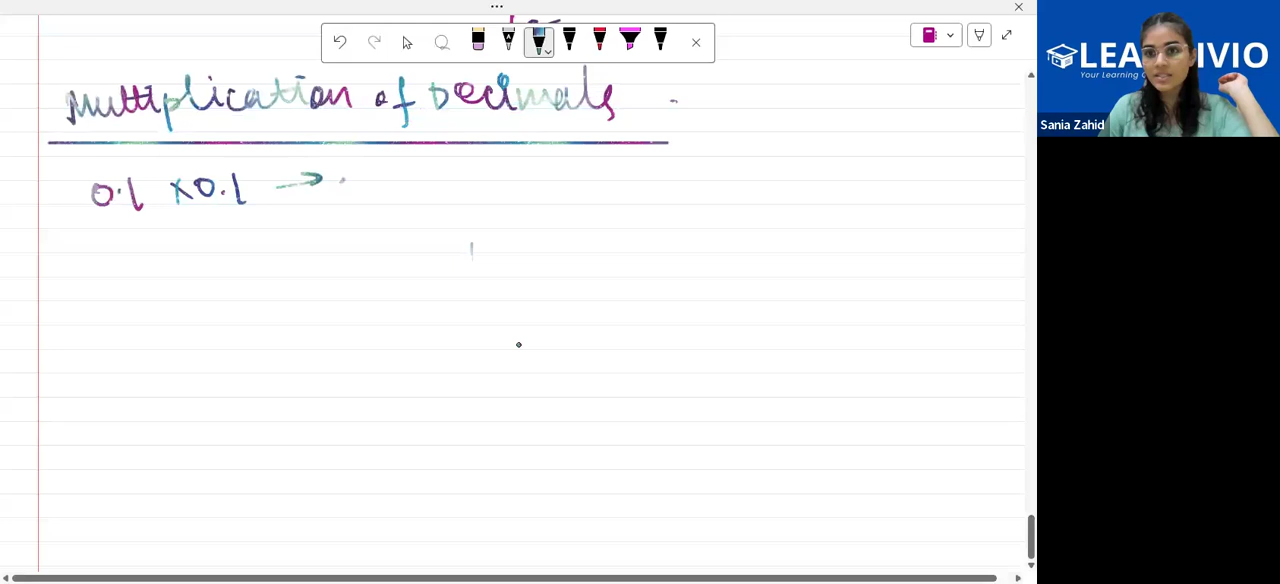 LEA IVIO
Your Learning
Sania Zahid
Multiplication of Decimals
0.1 × 0.1 →